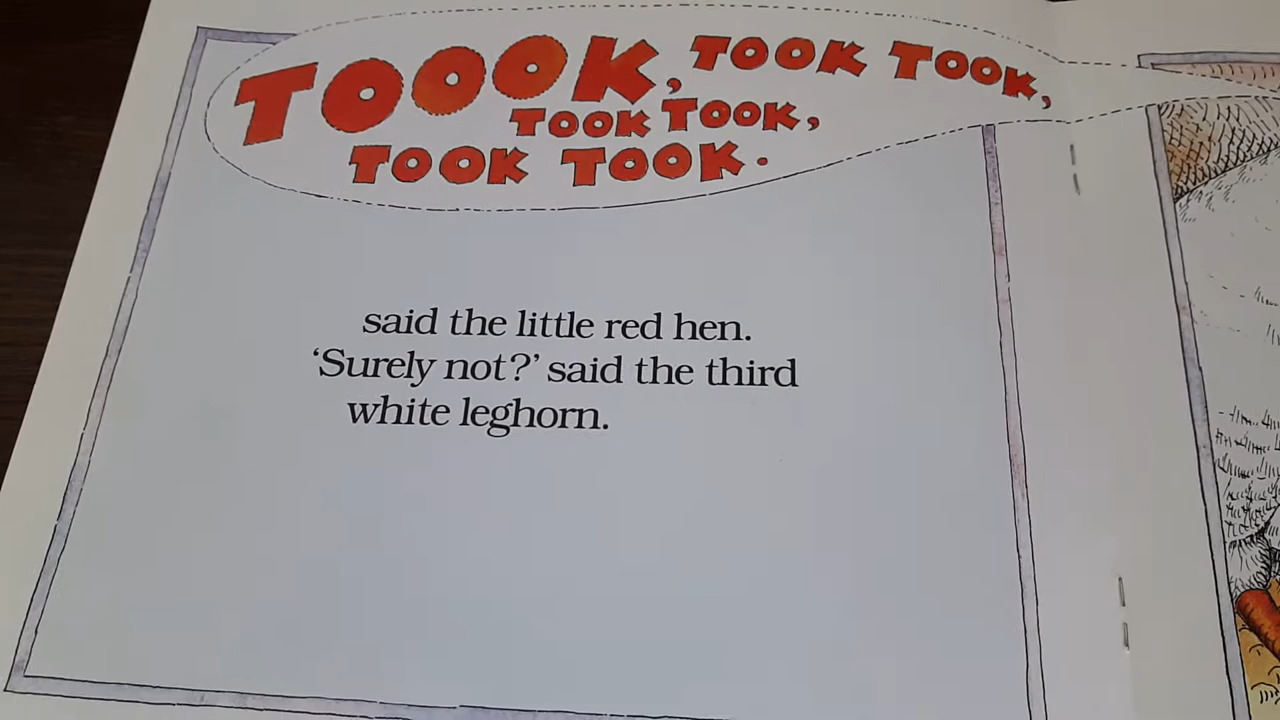 TOOOK, TOOK TOOK,
TOOK TOOK,
TOOK TOOK.
said the little red hen.
‘Surely not?’ said the third
white leghorn.